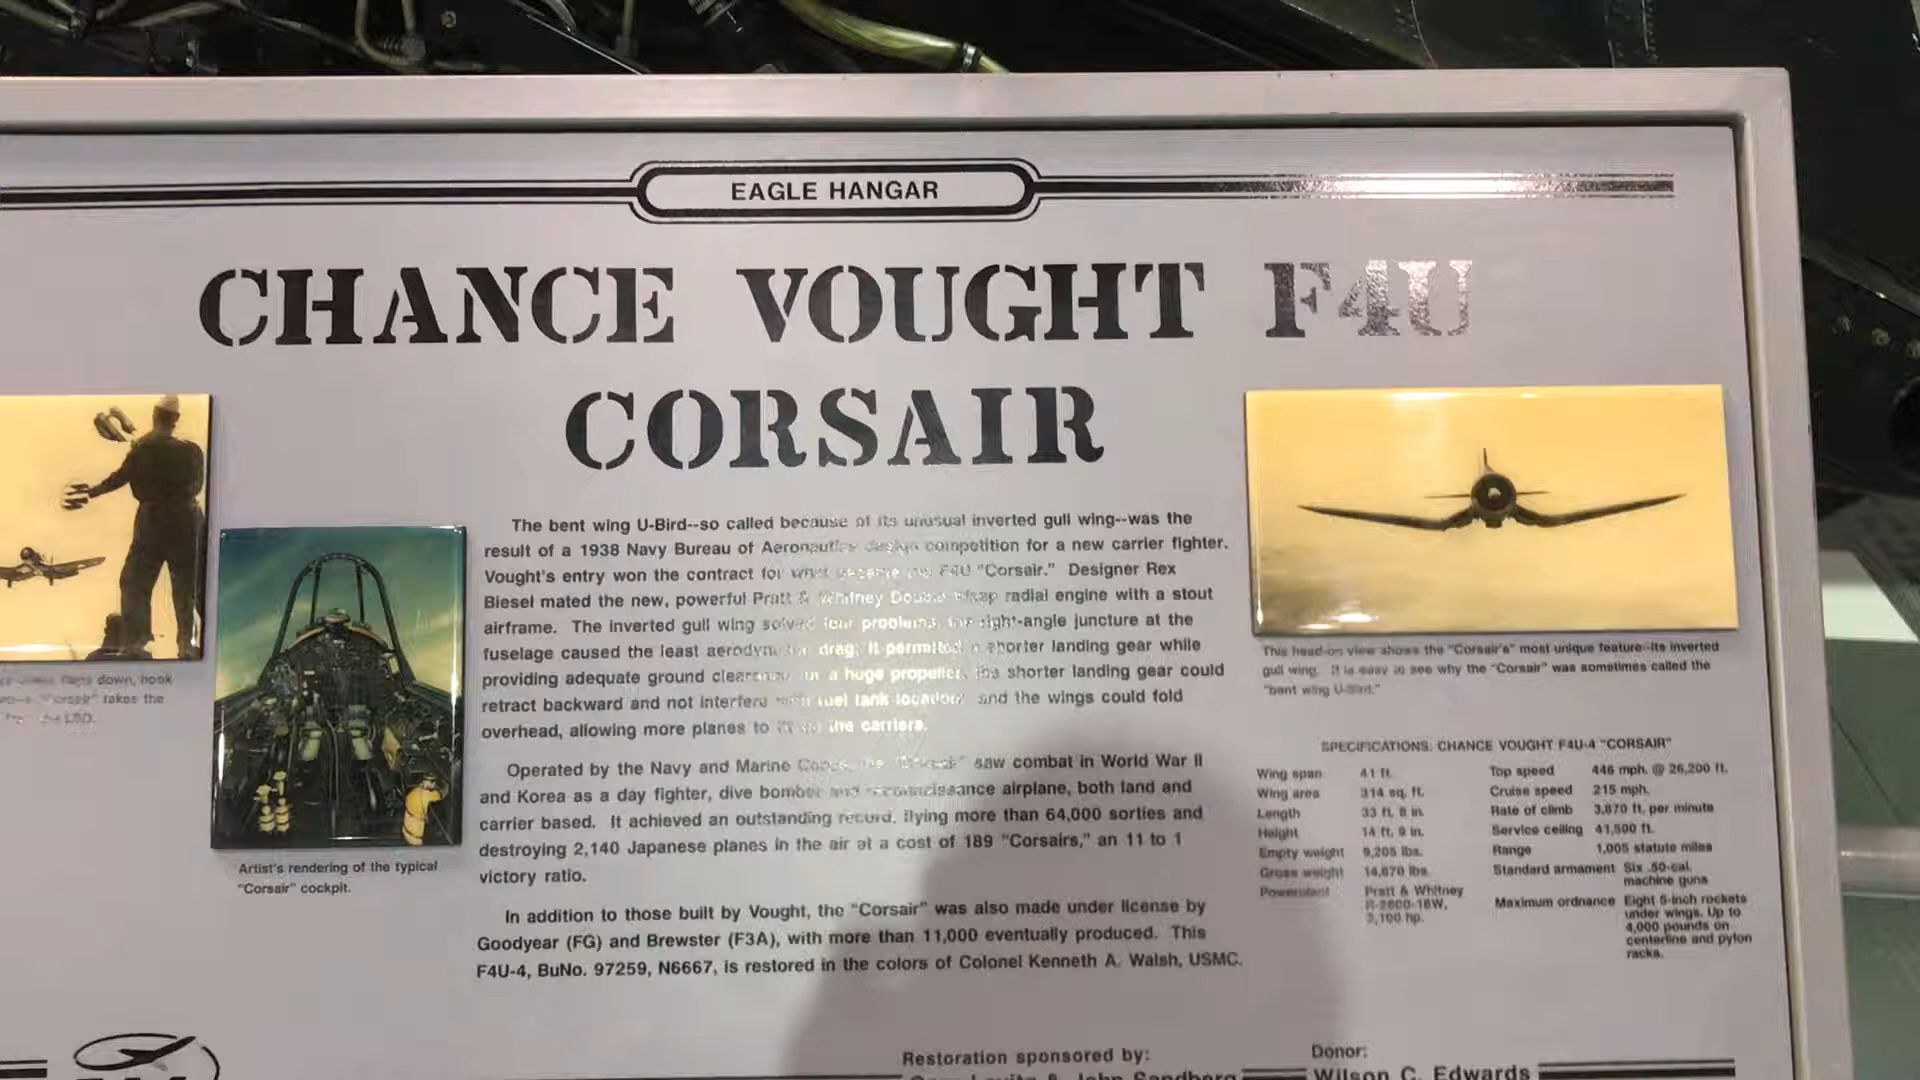 EAGLE HANGAR
CHANCE VOUGHT F4U
CORSAIR
The bent wing U-Bird--so called because of its unusual inverted gull wing--was the
result of a 1938 Navy Bureau of Aeronautics design competition for a new carrier fighter.
Vought's entry won the contract for what became the F4U "Corsair." Designer Rex
Biesel mated the new, powerful Pratt & Whitney Double Wasp radial engine with a stout
airframe. The inverted gull wing solved four problems, the right-angle juncture at the
fuselage caused the least aerodynamic drag; it permitted a shorter landing gear while
providing adequate ground clearance for a huge propeller, the shorter landing gear could
retract backward and not interfere with fuel tank location; and the wings could fold
overhead, allowing more planes to fit on the carriers.
Operated by the Navy and Marine Corps, the saw combat in World War II
and Korea as a day fighter, dive bomber and reconnaissance airplane, both land and
carrier based. It achieved an outstanding record, flying more than 64,000 sorties and
destroying 2,140 Japanese planes in the air at a cost of 189 "Corsairs," an 11 to 1
victory ratio.
In addition to those built by Vought, the "Corsair" was also made under license by
Goodyear (FG) and Brewster (F3A), with more than 11,000 eventually produced. This
F4U-4, BuNo. 97259, N6667, is restored in the colors of Colonel Kenneth A. Walsh, USMC.
flaps down, hook
"Corsair" takes the
the LSO.
Artist's rendering of the typical
"Corsair" cockpit.
This head-on view shows the "Corsair's" most unique feature--its inverted
gull wing. It is easy to see why the "Corsair" was sometimes called the
"bent wing U-Bird."
SPECIFICATIONS: CHANCE VOUGHT F4U-4 "CORSAIR"
Wing span 41 ft.
Wing area 314 sq. ft.
Length 33 ft. 8 in.
Height 14 ft. 9 in.
Empty weight 9,205 lbs.
Gross weight 14,670 lbs.
Powerplant Pratt & Whitney
R-2800-18W,
2,100 hp.
Top speed 446 mph. @ 26,200 ft.
Cruise speed 215 mph.
Rate of climb 3,870 ft. per minute
Service ceiling 41,500 ft.
Range 1,005 statute miles
Standard armament Six .50-cal.
machine guns
Maximum ordnance Eight 5-inch rockets
under wings. Up to
4,000 pounds on
centerline and pylon
racks.
Restoration sponsored by:
& John Sandberg
Donor:
Wilson C. Edwards